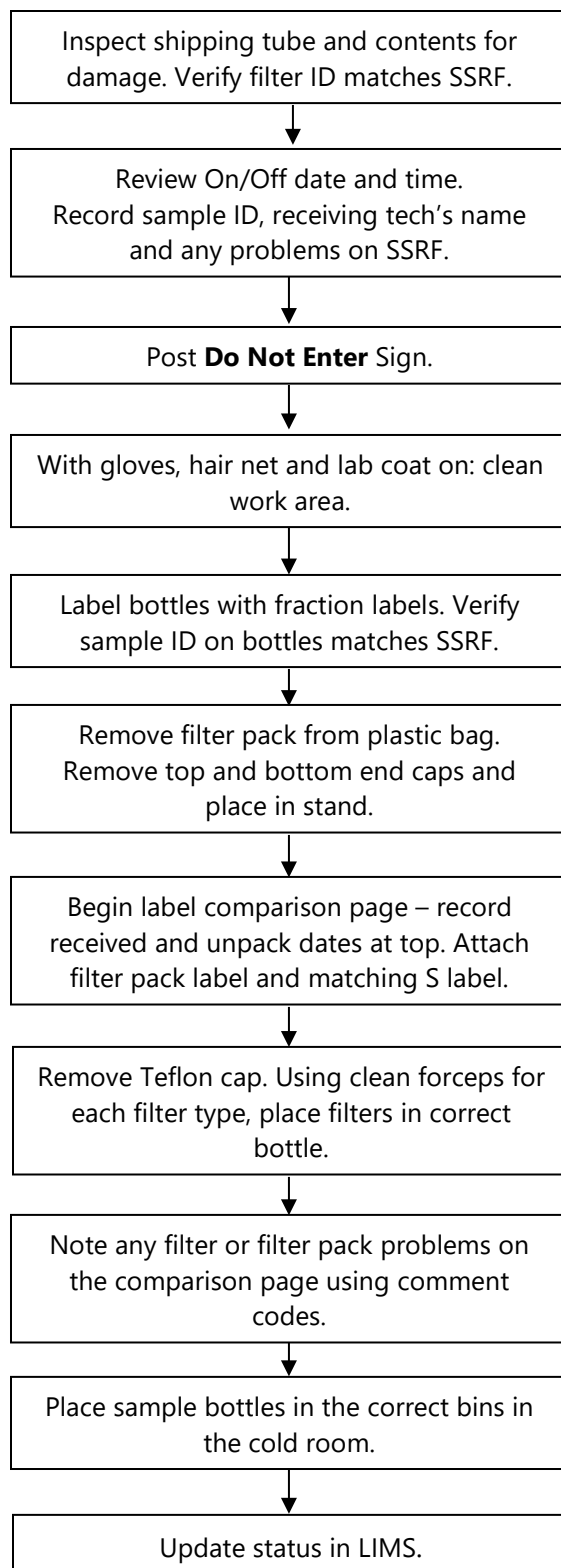 Inspect shipping tube and contents for
damage. Verify filter ID matches SSRF.
Review On/Off date and time.
Record sample ID, receiving tech’s name
and any problems on SSRF.
Post Do Not Enter Sign.
With gloves, hair net and lab coat on: clean
work area.
Label bottles with fraction labels. Verify
sample ID on bottles matches SSRF.
Remove filter pack from plastic bag.
Remove top and bottom end caps and
place in stand.
Begin label comparison page – record
received and unpack dates at top. Attach
filter pack label and matching S label.
Remove Teflon cap. Using clean forceps for
each filter type, place filters in correct
bottle.
Note any filter or filter pack problems on
the comparison page using comment
codes.
Place sample bottles in the correct bins in
the cold room.
Update status in LIMS.